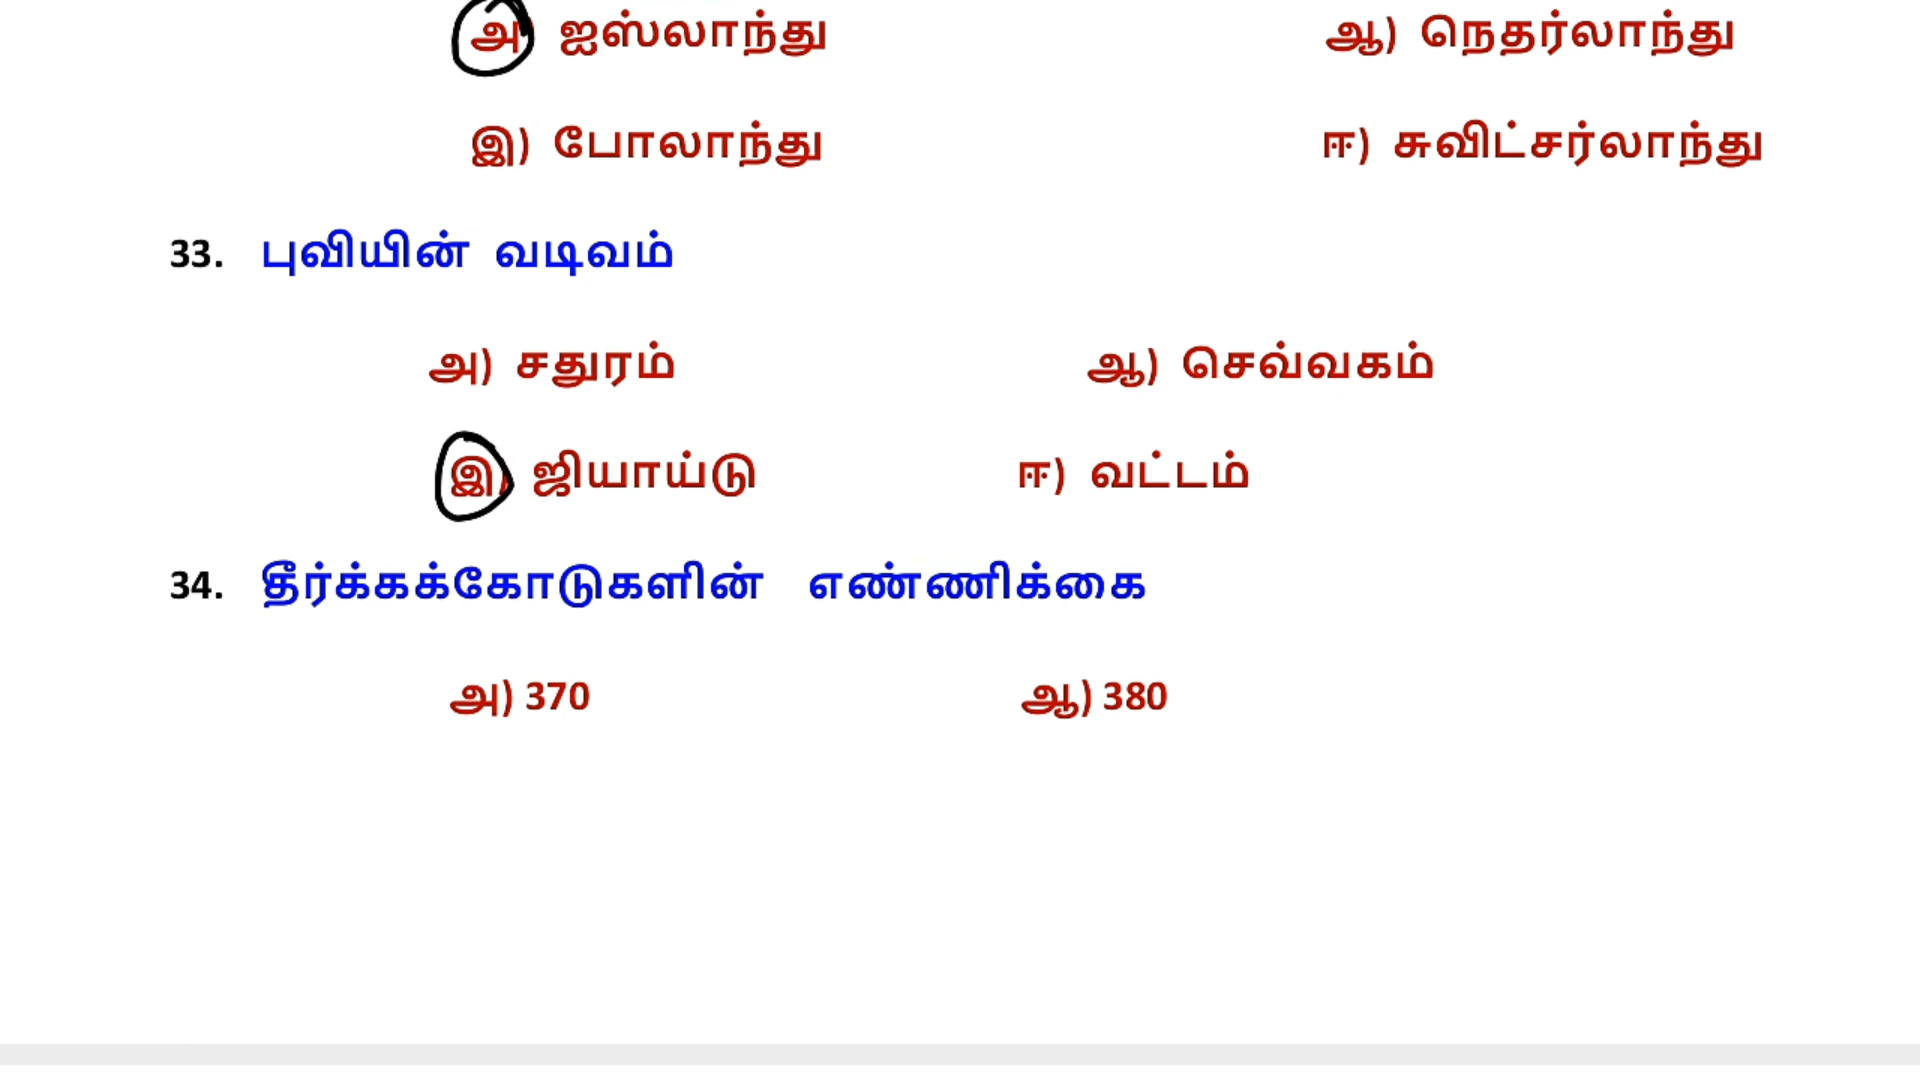 அ) ஐஸ்லாந்து ஆ) நெதர்லாந்து
இ) போலாந்து ஈ) சுவிட்சர்லாந்து
33. புவியின் வடிவம்
அ) சதுரம் ஆ) செவ்வகம்
இ) ஜியாய்டு ஈ) வட்டம்
34. தீர்க்கக்கோடுகளின் எண்ணிக்கை
அ) 370 ஆ) 380